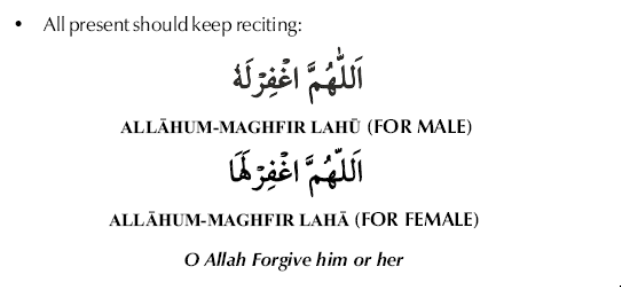 • All present should keep reciting:
اَللّٰهُمَّ اغْفِرْ لَهٗ
ALLĀHUM-MAGHFIR LAHŪ (FOR MALE)
اَللّٰهُمَّ اغْفِرْ لَهَا
ALLĀHUM-MAGHFIR LAHĀ (FOR FEMALE)
O Allah Forgive him or her